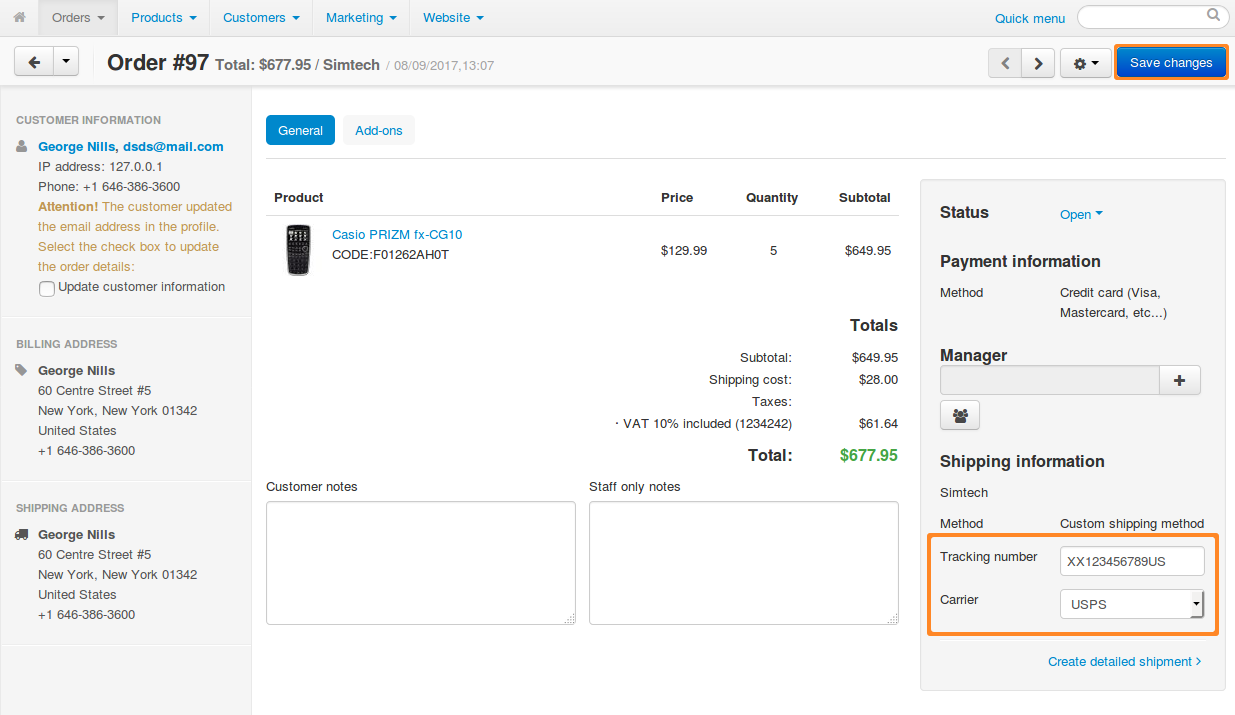 Orders
Products
Customers
Marketing
Website
Quick menu
Order #97 Total: $677.95 / Simtech / 08/09/2017,13:07
Save changes
CUSTOMER INFORMATION
George Nills, dsds@mail.com
IP address: 127.0.0.1
Phone: +1 646-386-3600
Attention! The customer updated
the email address in the profile.
Select the check box to update
the order details:
Update customer information
BILLING ADDRESS
George Nills
60 Centre Street #5
New York, New York 01342
United States
+1 646-386-3600
SHIPPING ADDRESS
George Nills
60 Centre Street #5
New York, New York 01342
United States
+1 646-386-3600
General
Add-ons
Product Price Quantity Subtotal
Casio PRIZM fx-CG10
CODE:F01262AH0T
$129.99 5 $649.95
Totals
Subtotal: $649.95
Shipping cost: $28.00
Taxes:
· VAT 10% included (1234242) $61.64
Total: $677.95
Customer notes
Staff only notes
Status Open
Payment information
Method Credit card (Visa,
Mastercard, etc...)
Manager
Shipping information
Simtech
Method Custom shipping method
Tracking number XX123456789US
Carrier USPS
Create detailed shipment